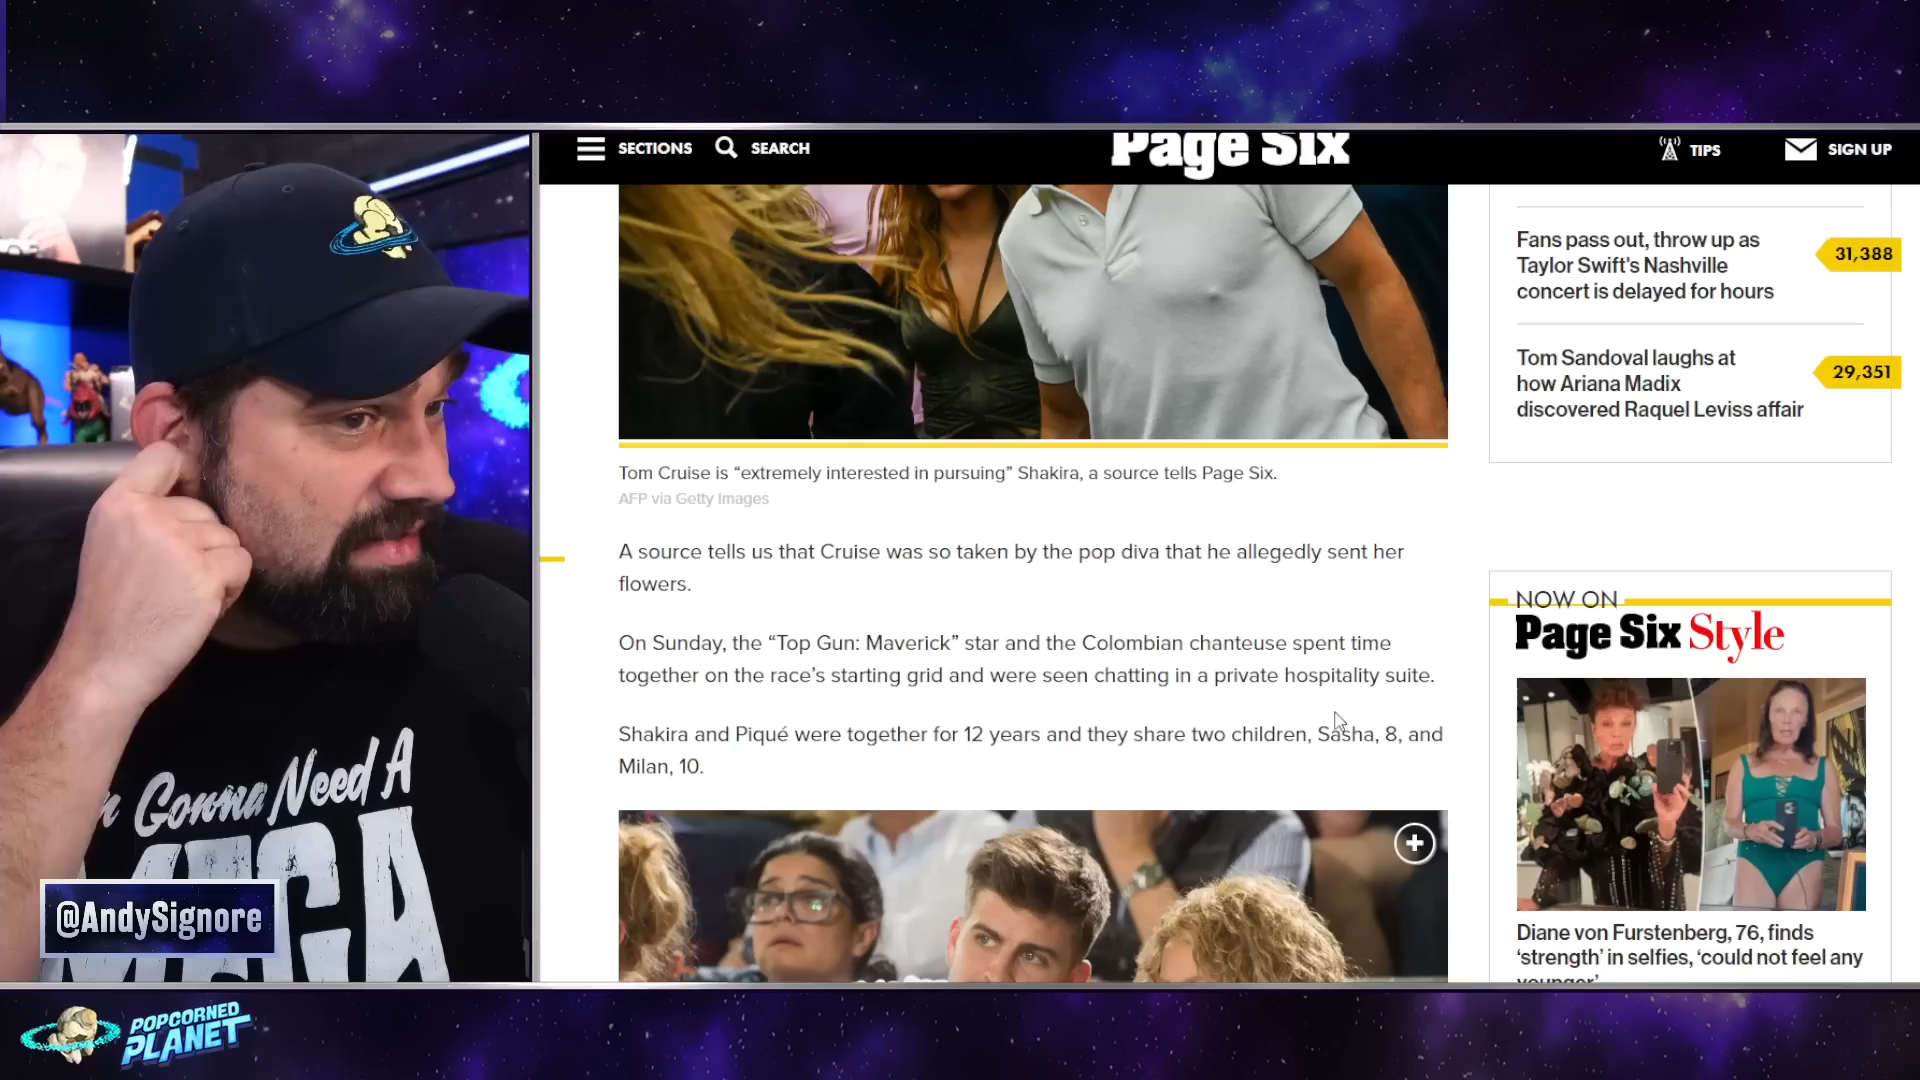 SECTIONS
SEARCH
Page Six
TIPS
SIGN UP
Fans pass out, throw up as
Taylor Swift's Nashville
concert is delayed for hours
31,388
Tom Sandoval laughs at
how Ariana Madix
discovered Raquel Leviss affair
29,351
Tom Cruise is “extremely interested in pursuing” Shakira, a source tells Page Six.
AFP via Getty Images
A source tells us that Cruise was so taken by the pop diva that he allegedly sent her
flowers.
On Sunday, the “Top Gun: Maverick” star and the Colombian chanteuse spent time
together on the race’s starting grid and were seen chatting in a private hospitality suite.
Shakira and Piqué were together for 12 years and they share two children, Sasha, 8, and
Milan, 10.
NOW ON
Page Six Style
Diane von Furstenberg, 76, finds
‘strength’ in selfies, ‘could not feel any
younger’
Gonna Need A
@AndySignore
POPCORNED
PLANET